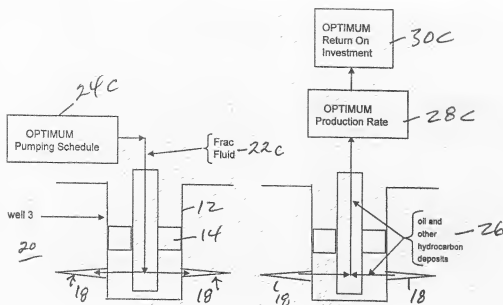 OPTIMUM
Return On
Investment
30c
24c
OPTIMUM
Pumping Schedule
Frac
Fluid
22c
OPTIMUM
Production Rate
28c
well 3
12
14
20
18
18
oil and
other
hydrocarbon
deposits
26
18
18